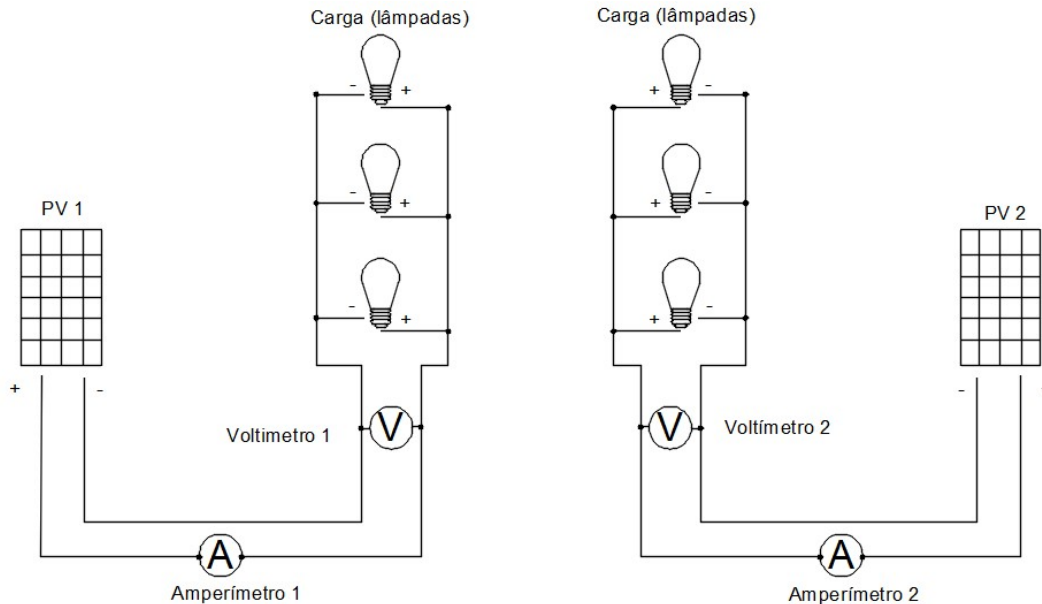 Carga (lâmpadas)
Carga (lâmpadas)
- +
+ -
- +
+ -
PV 1
PV 2
- +
+ -
+ -
-
Voltimetro 1
V
V
Voltímetro 2
A
A
Amperímetro 1
Amperímetro 2